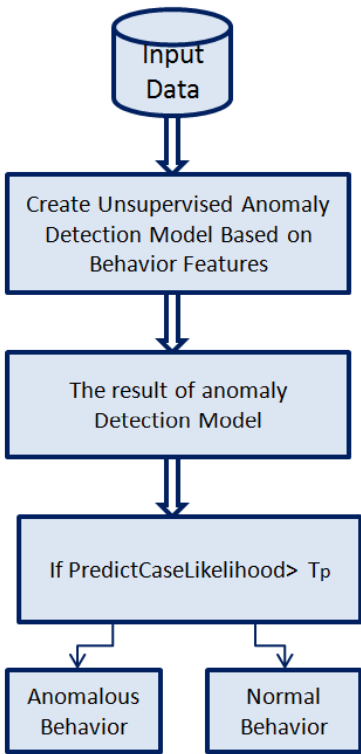 Input
Data
Create Unsupervised Anomaly
Detection Model Based on
Behavior Features
The result of anomaly
Detection Model
If PredictCaseLikelihood> Tp
Anomalous
Behavior
Normal
Behavior